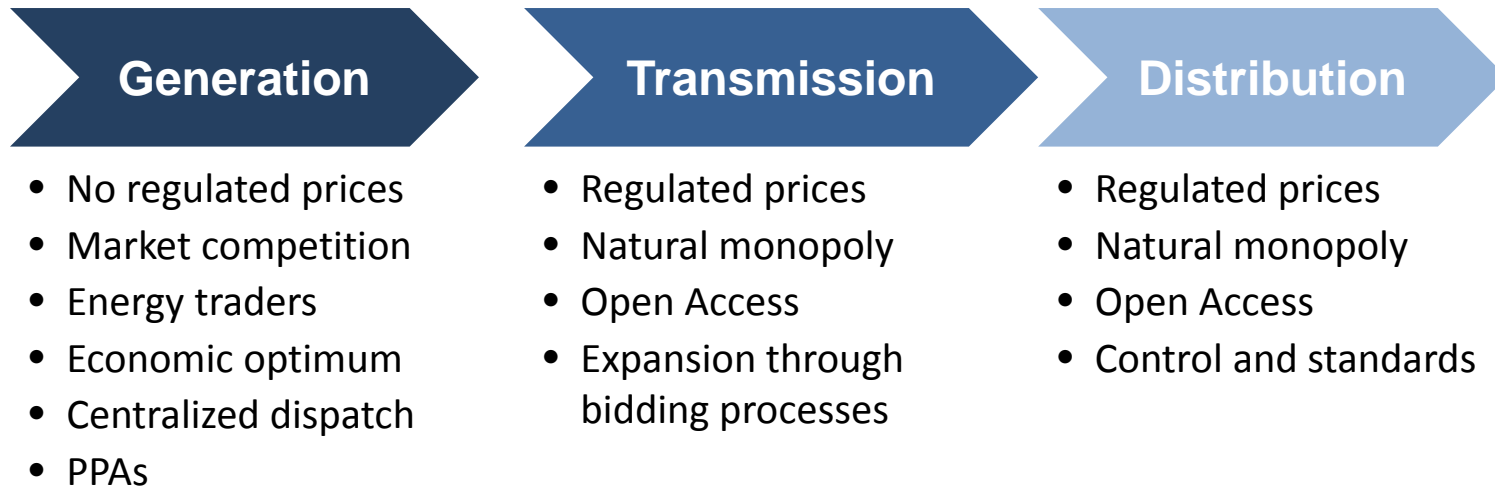 Generation
• No regulated prices
• Market competition
• Energy traders
• Economic optimum
• Centralized dispatch
• PPAs
Transmission
• Regulated prices
• Natural monopoly
• Open Access
• Expansion through
bidding processes
Distribution
• Regulated prices
• Natural monopoly
• Open Access
• Control and standards